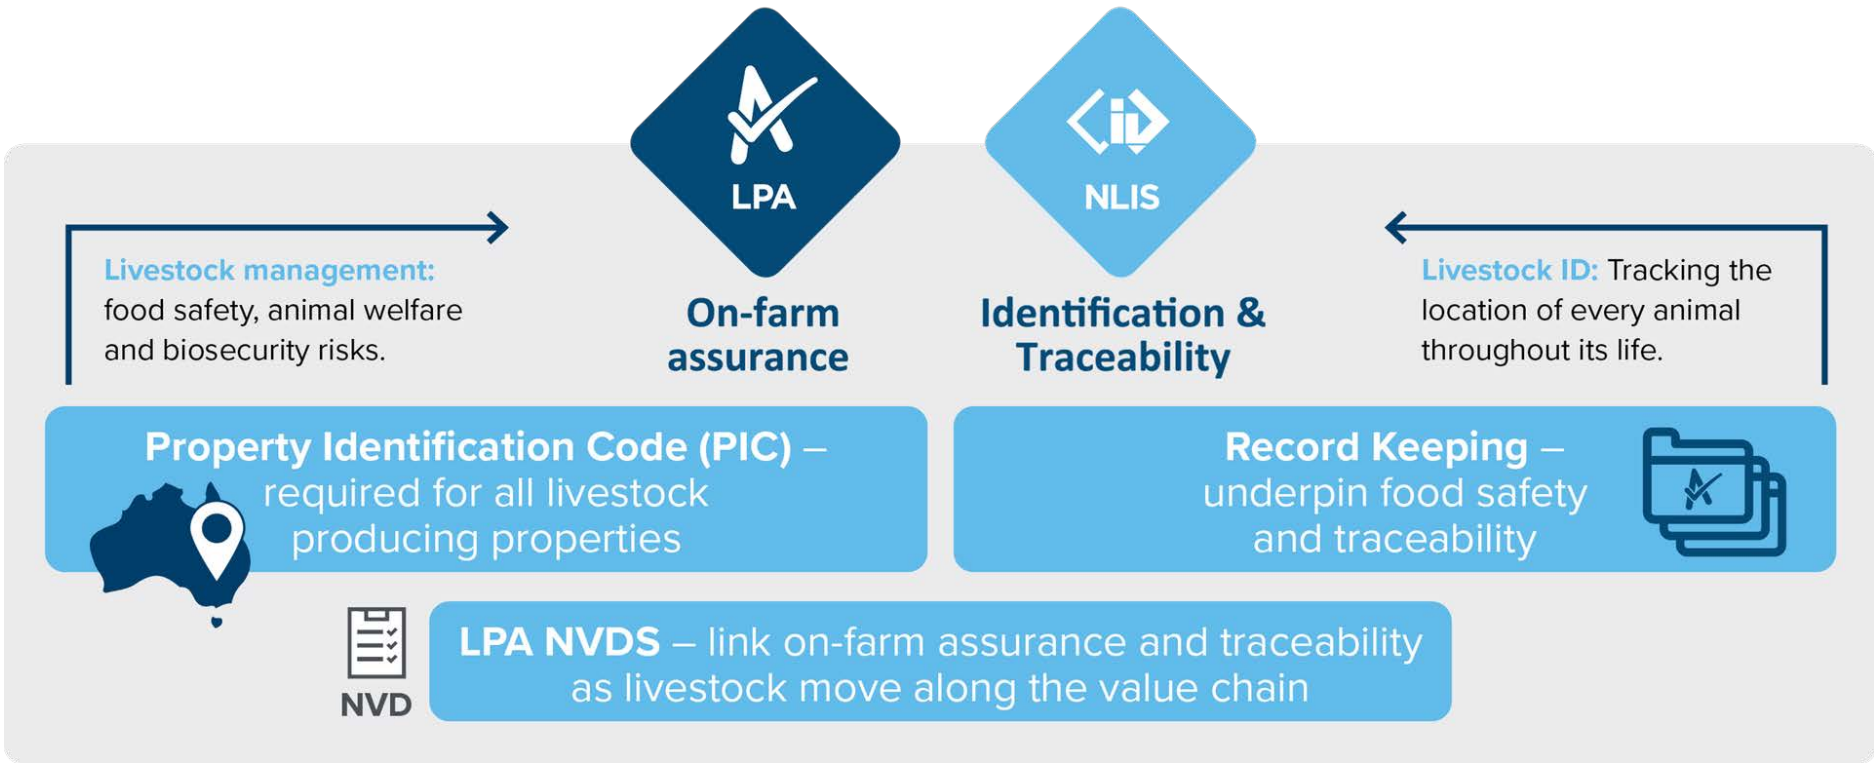 LPA
NLIS
Livestock management:
food safety, animal welfare
and biosecurity risks.
On-farm
assurance
Identification &
Traceability
Livestock ID: Tracking the
location of every animal
throughout its life.
Property Identification Code (PIC) –
required for all livestock
producing properties
Record Keeping –
underpin food safety
and traceability
NVD
LPA NVDS – link on-farm assurance and traceability
as livestock move along the value chain